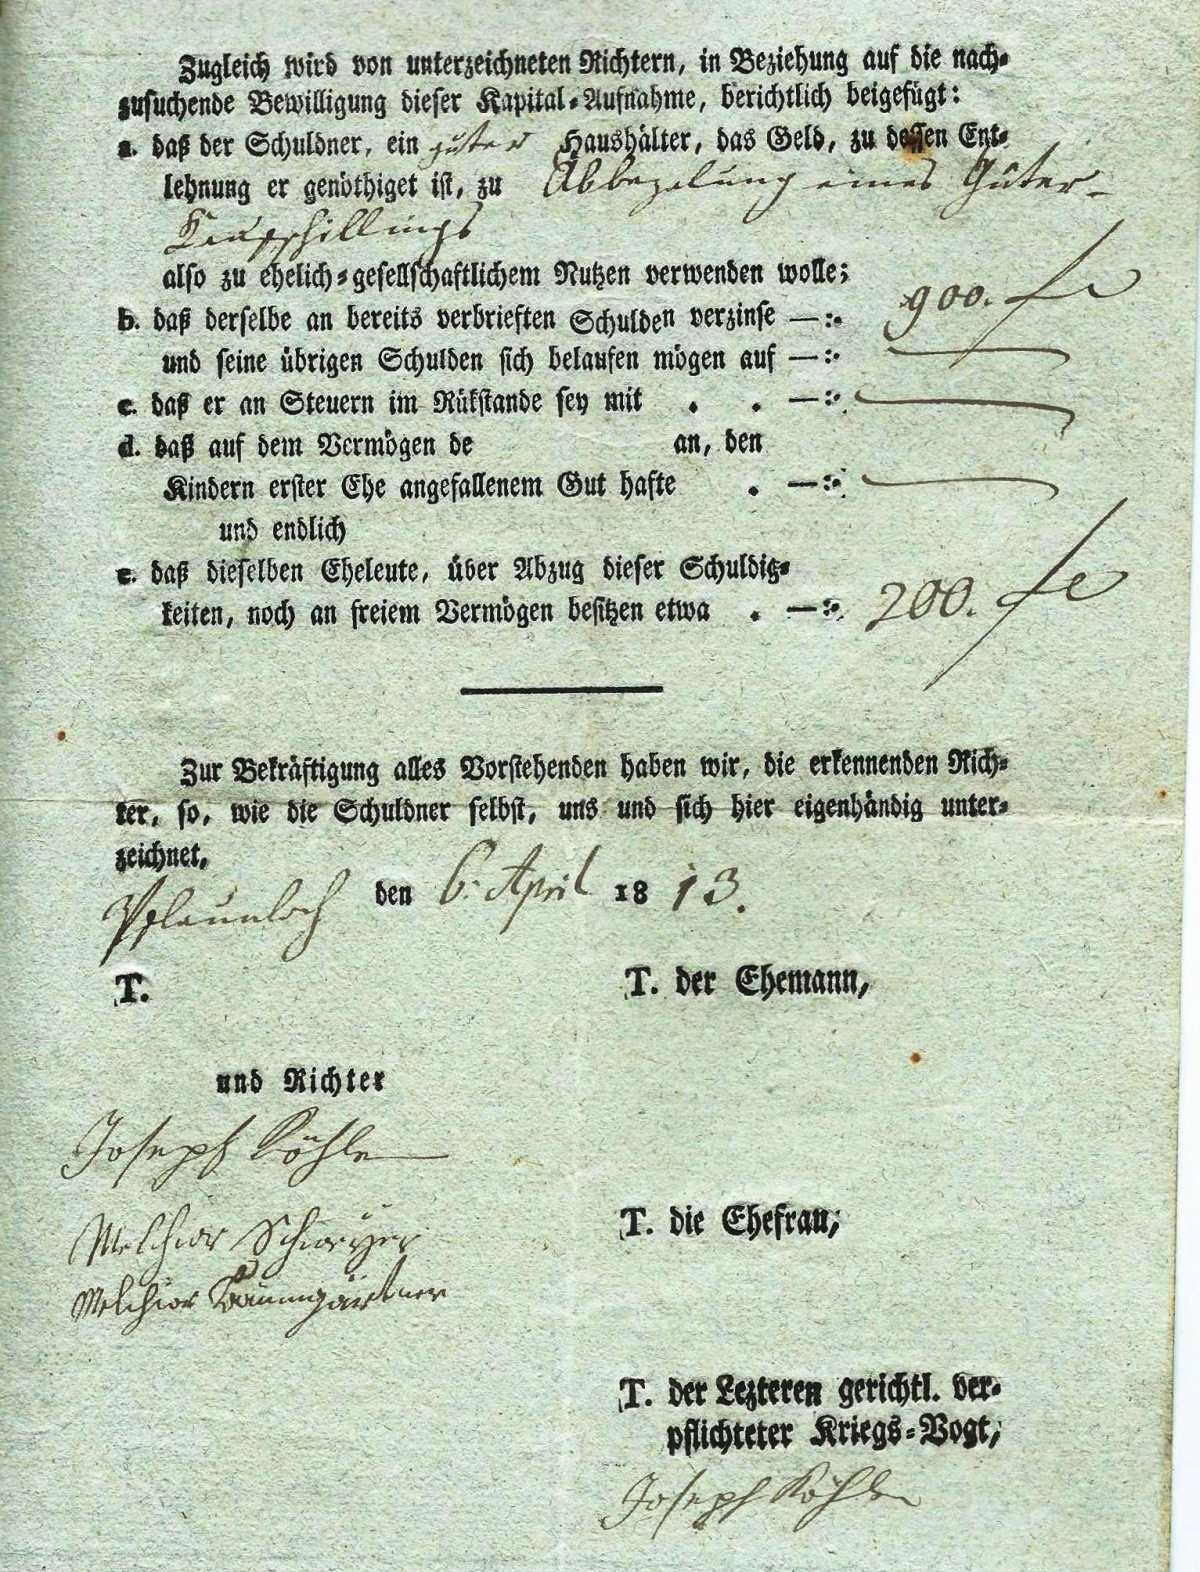 Zugleich wird von unterzeichneten Richtern, in Beziehung auf die nach-
zusuchende Bewilligung dieser Kapital-Aufnahme, berichtlich beigefügt:
a. daß der Schuldner, ein guter Haushälter, das Geld, zu dessen Ent-
lehnung er genöthiget ist, zu Abbezalung eines Güter-
Kaufschillings
also zu ehelich-gesellschaftlichem Nutzen verwenden wolle;
b. daß derselbe an bereits verbrieften Schulden verzinse —:. 900. fl
und seine übrigen Schulden sich belaufen mögen auf —:.
c. daß er an Steuern im Rükstande sey mit . . —:.
d. daß auf dem Vermögen de an, den
Kindern erster Ehe angefallenem Gut hafte . —:.
und endlich
e. daß dieselben Eheleute, über Abzug dieser Schuldig-
keiten, noch an freiem Vermögen besitzen etwa . —:. 200. fl
Zur Bekräftigung alles Vorstehenden haben wir, die erkennenden Rich-
ter, so, wie die Schuldner selbst, uns und sich hier eigenhändig unter-
zeichnet,
Pflaumloch den 6. April 1813.
T. T. der Ehemann,
und Richter
Joseph Köhle
Melchior Schweyer
T. die Ehefrau;
Melchior Baumgärtner
T. der Lezteren gerichtl. ver-
pflichteter Kriegs-Vogt,
Joseph Köhle